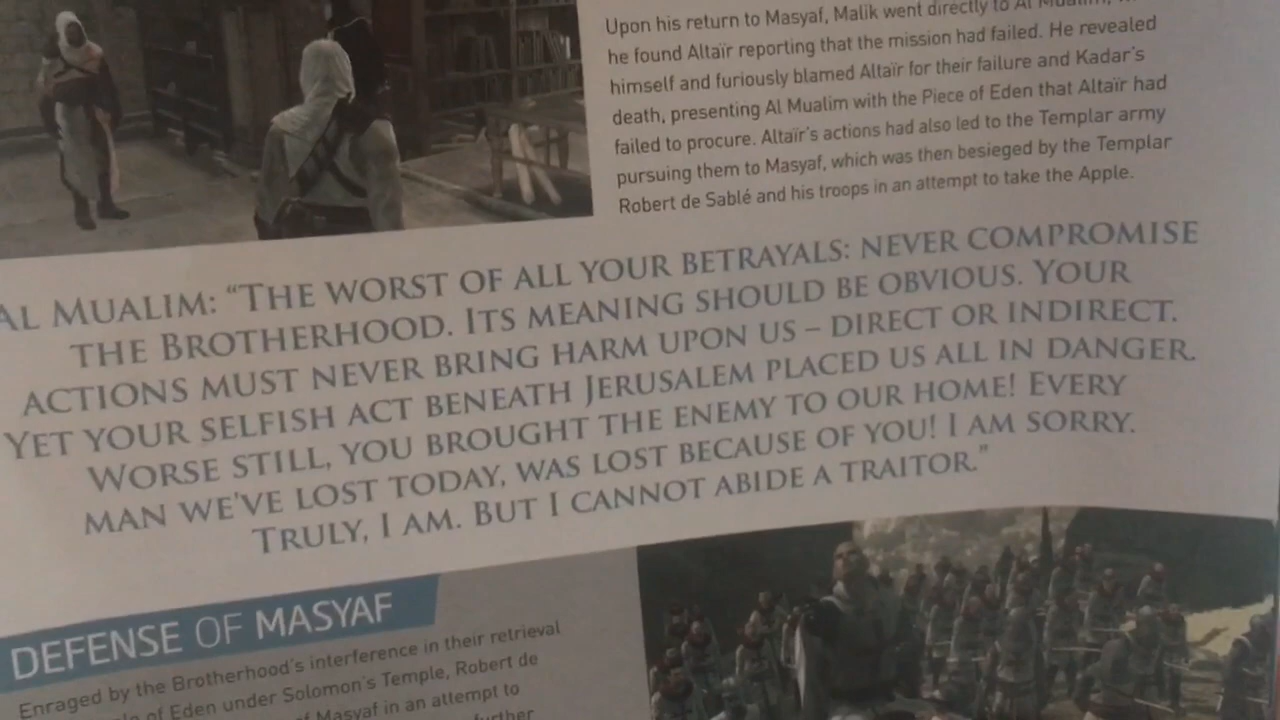 Upon his return to Masyaf, Malik went directly to Al Mualim,
he found Altaïr reporting that the mission had failed. He revealed
himself and furiously blamed Altaïr for their failure and Kadar's
death, presenting Al Mualim with the Piece of Eden that Altaïr had
failed to procure. Altaïr's actions had also led to the Templar army
pursuing them to Masyaf, which was then besieged by the Templar
Robert de Sablé and his troops in an attempt to take the Apple.
AL MUALIM: “THE WORST OF ALL YOUR BETRAYALS: NEVER COMPROMISE
THE BROTHERHOOD. ITS MEANING SHOULD BE OBVIOUS. YOUR
ACTIONS MUST NEVER BRING HARM UPON US – DIRECT OR INDIRECT.
YET YOUR SELFISH ACT BENEATH JERUSALEM PLACED US ALL IN DANGER.
WORSE STILL, YOU BROUGHT THE ENEMY TO OUR HOME! EVERY
MAN WE'VE LOST TODAY, WAS LOST BECAUSE OF YOU! I AM SORRY.
TRULY, I AM. BUT I CANNOT ABIDE A TRAITOR.”
DEFENSE OF MASYAF
Enraged by the Brotherhood's interference in their retrieval
of Eden under Solomon's Temple, Robert de
of Masyaf in an attempt to
further